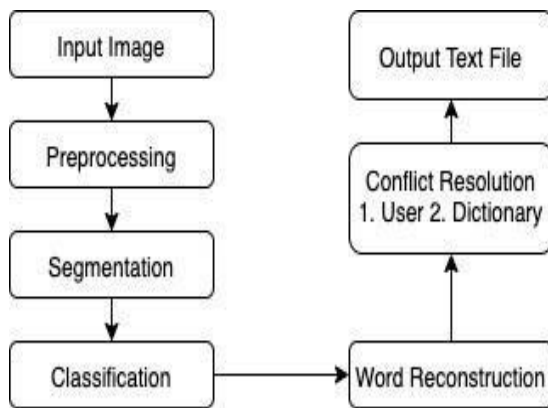 Input Image
Preprocessing
Segmentation
Classification
Word Reconstruction
Conflict Resolution
1. User 2. Dictionary
Output Text File